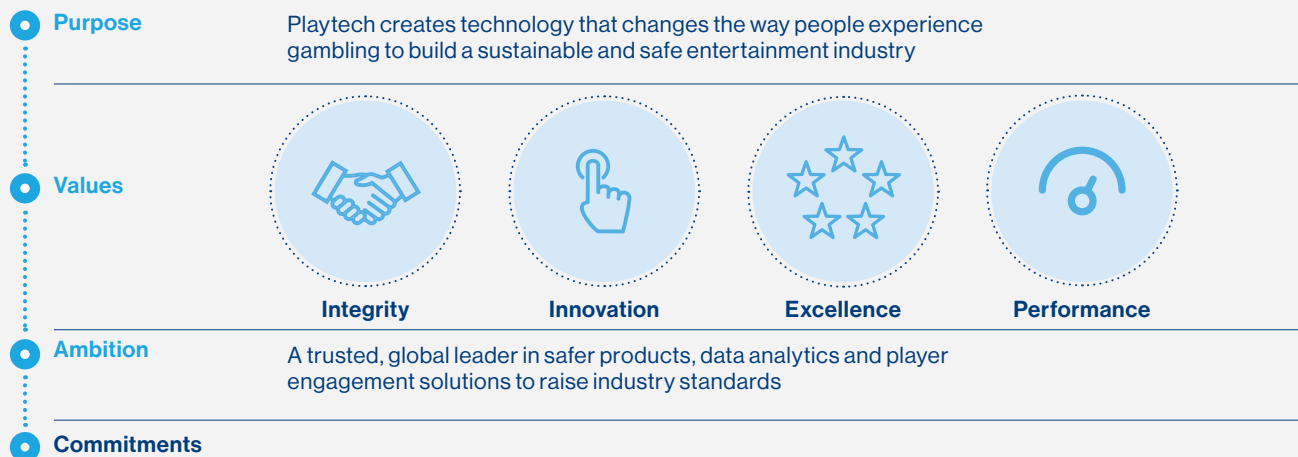 Purpose
Playtech creates technology that changes the way people experience
gambling to build a sustainable and safe entertainment industry
Values
Integrity
Innovation
Excellence
Performance
Ambition
A trusted, global leader in safer products, data analytics and player
engagement solutions to raise industry standards
Commitments